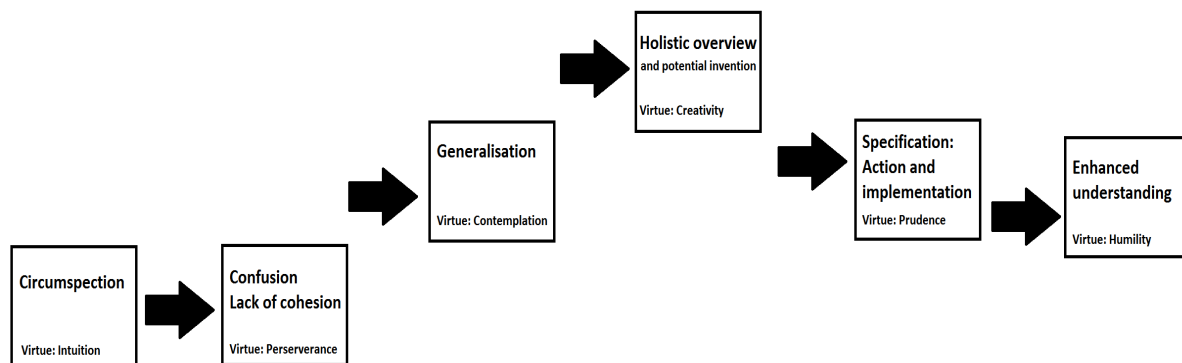 Circumspection
Virtue: Intuition
Confusion
Lack of cohesion
Virtue: Perserverance
Generalisation
Virtue: Contemplation
Holistic overview
and potential invention
Virtue: Creativity
Specification:
Action and
implementation
Virtue: Prudence
Enhanced
understanding
Virtue: Humility